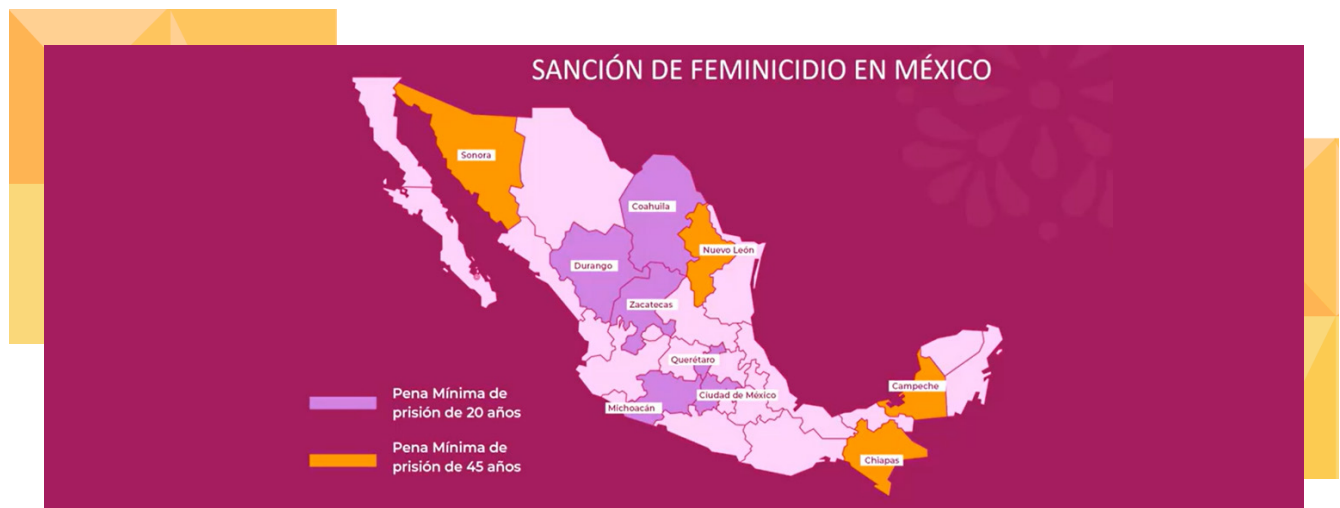 SANCIÓN DE FEMINICIDIO EN MÉXICO
Sonora
Coahuila
Nuevo León
Durango
Zacatecas
Querétaro
Campeche
Ciudad de México
Michoacán
Chiapas
Pena Mínima de
prisión de 20 años
Pena Mínima de
prisión de 45 años